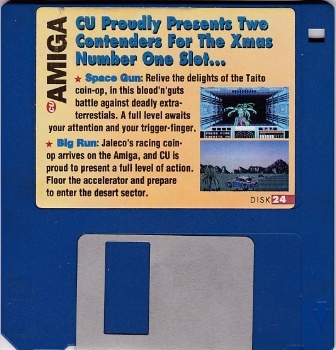 CU AMIGA
CU Proudly Presents Two
Contenders For The Xmas
Number One Slot...
★ Space Gun: Relive the delights of the Taito
coin-op, in this blood'n'guts
battle against deadly extra-
terrestials. A full level awaits
your attention and your trigger-finger.
★ Big Run: Jaleco's racing coin-
op arrives on the Amiga, and CU is
proud to present a full level of action.
Floor the accelerator and prepare
to enter the desert sector.
DISK 24